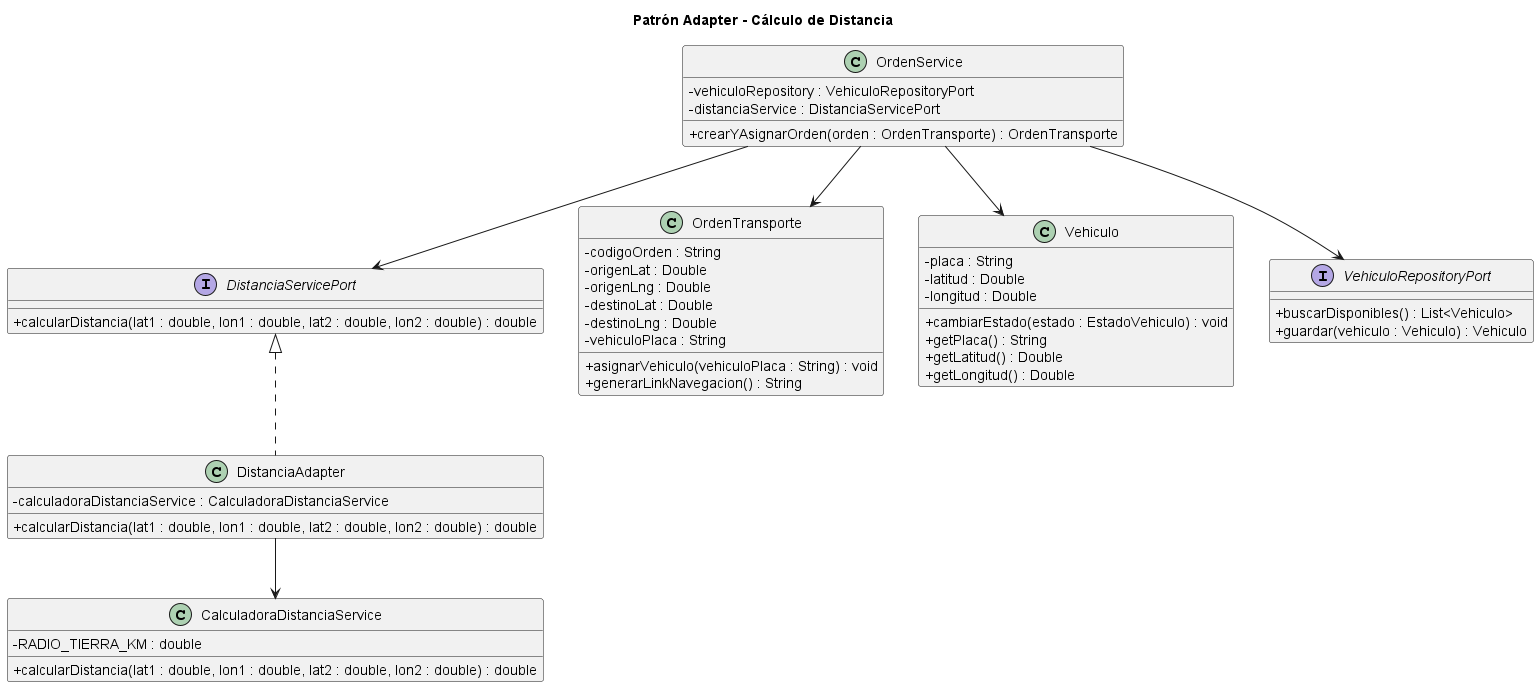 Patrón Adapter - Cálculo de Distancia
C OrdenService
-vehiculoRepository : VehiculoRepositoryPort
-distanciaService : DistanciaServicePort
+crearYAsignarOrden(orden : OrdenTransporte) : OrdenTransporte
I DistanciaServicePort
+calcularDistancia(lat1 : double, lon1 : double, lat2 : double, lon2 : double) : double
C OrdenTransporte
-codigoOrden : String
-origenLat : Double
-origenLng : Double
-destinoLat : Double
-destinoLng : Double
-vehiculoPlaca : String
+asignarVehiculo(vehiculoPlaca : String) : void
+generarLinkNavegacion() : String
C Vehiculo
-placa : String
-latitud : Double
-longitud : Double
+cambiarEstado(estado : EstadoVehiculo) : void
+getPlaca() : String
+getLatitud() : Double
+getLongitud() : Double
I VehiculoRepositoryPort
+buscarDisponibles() : List<Vehiculo>
+guardar(vehiculo : Vehiculo) : Vehiculo
C DistanciaAdapter
-calculadoraDistanciaService : CalculadoraDistanciaService
+calcularDistancia(lat1 : double, lon1 : double, lat2 : double, lon2 : double) : double
C CalculadoraDistanciaService
-RADIO_TIERRA_KM : double
+calcularDistancia(lat1 : double, lon1 : double, lat2 : double, lon2 : double) : double